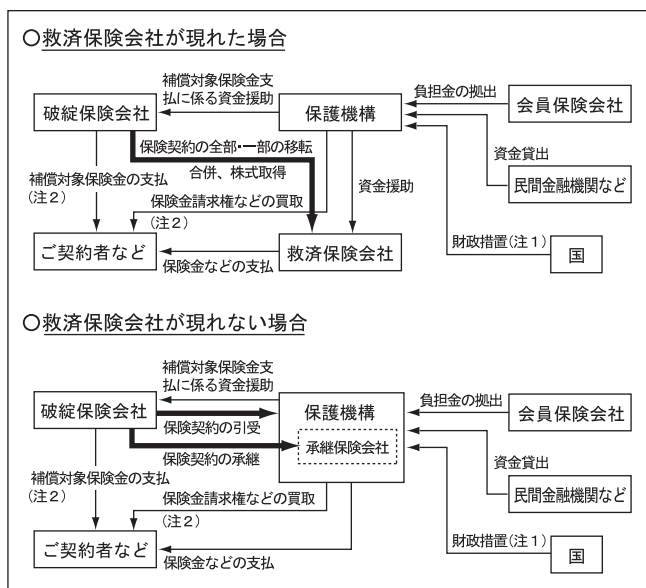 ○救済保険会社が現れた場合
補償対象保険金支
払に係る資金援助
負担金の拠出
破綻保険会社
保護機構
会員保険会社
保険契約の全部・一部の移転
合併、株式取得
資金貸出
補償対象保険金の支払
(注2)
保険金請求権などの買取
(注2)
資金援助
民間金融機関など
ご契約者など
保険金などの支払
救済保険会社
財政措置(注1)
国
○救済保険会社が現れない場合
補償対象保険金支
払に係る資金援助
負担金の拠出
破綻保険会社
保護機構
会員保険会社
保険契約の引受
承継保険会社
保険契約の承継
資金貸出
補償対象保険金の支払
(注2)
保険金請求権などの買取
(注2)
民間金融機関など
ご契約者など
保険金などの支払
財政措置(注1)
国